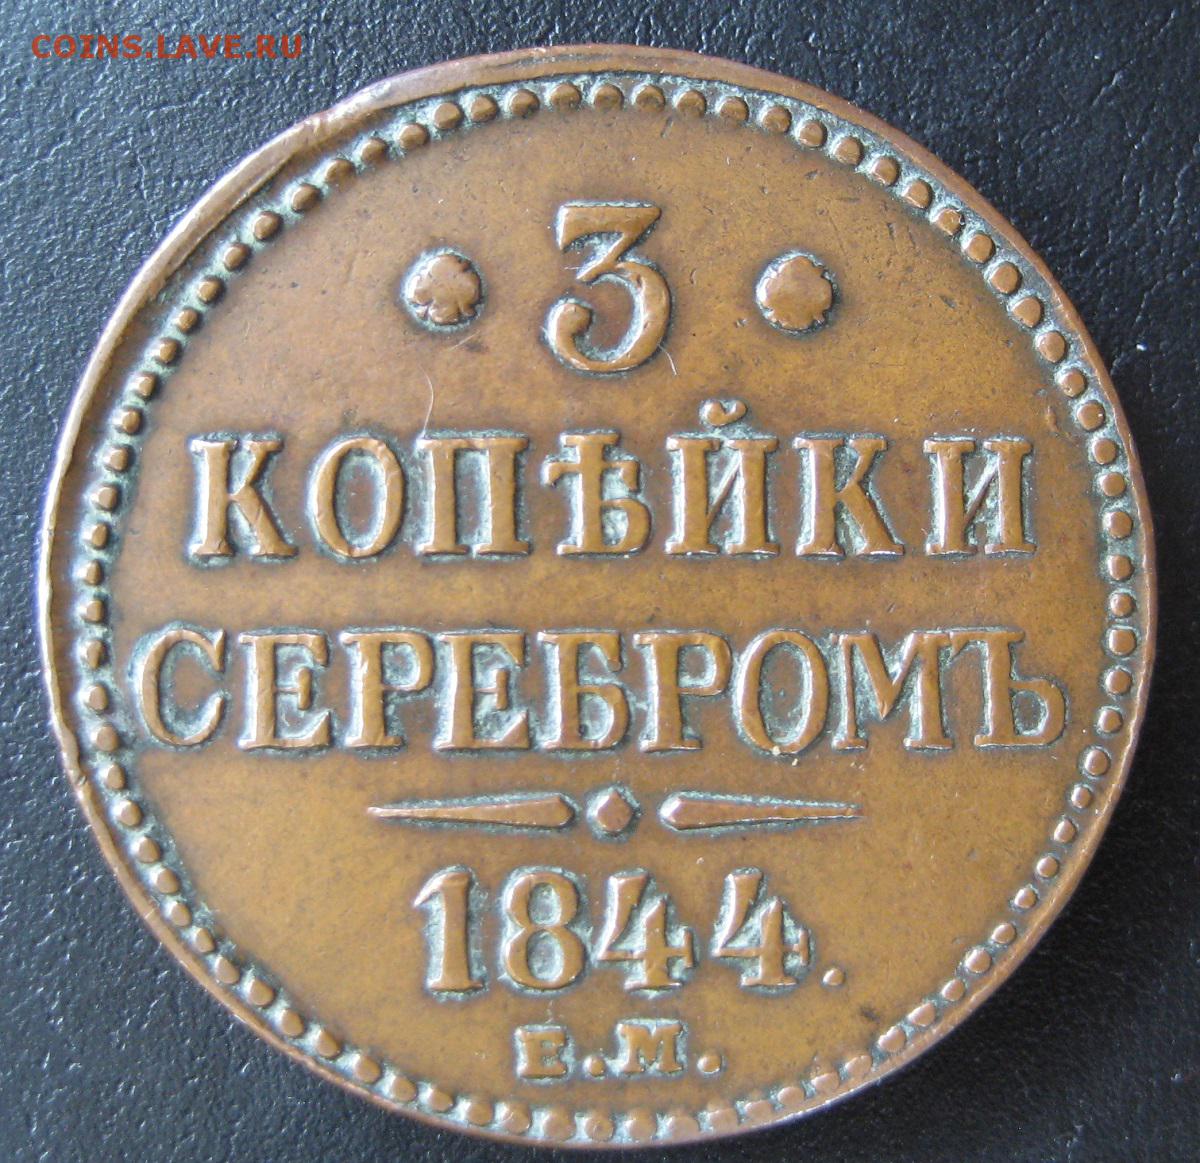 COINS.LAVE.RU
3
КОПѢЙКИ
СЕРЕБРОМЪ
1844.
Е.М.